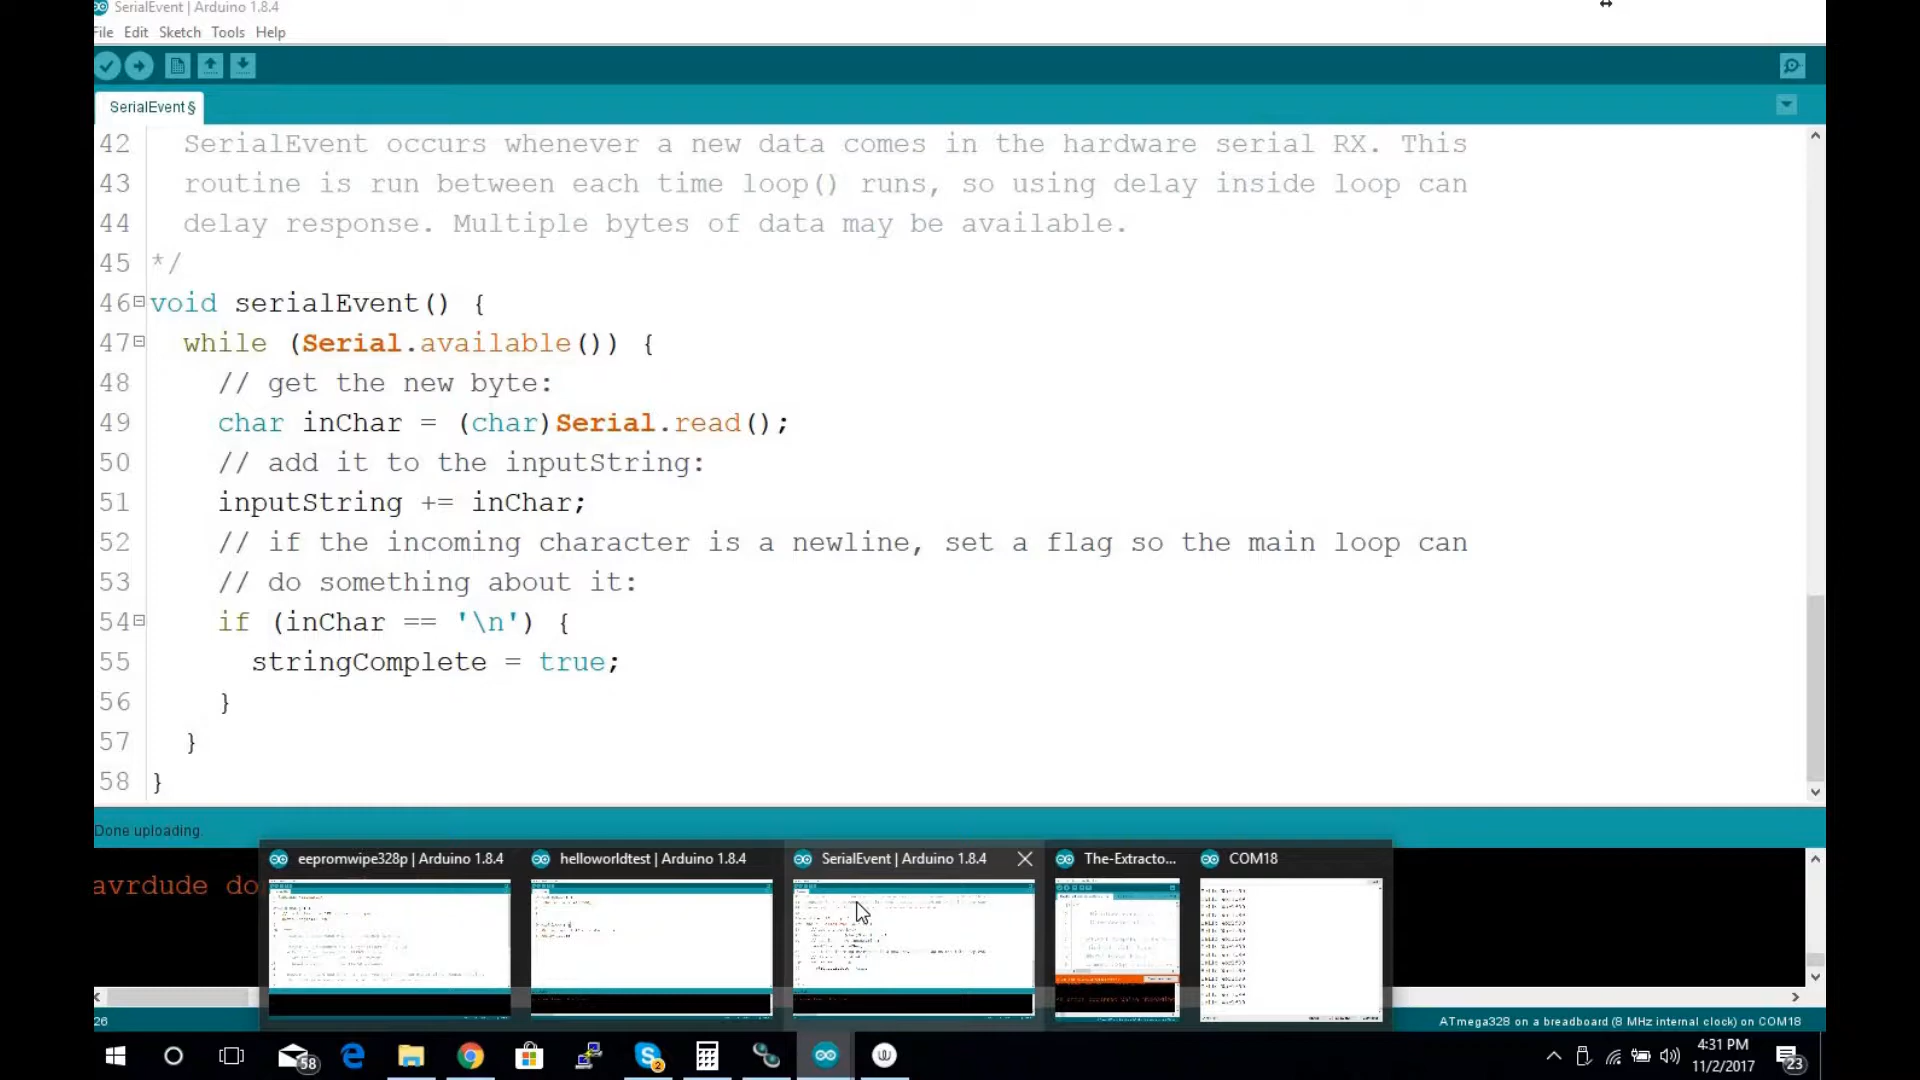 SerialEvent | Arduino 1.8.4
File Edit Sketch Tools Help
SerialEvent §
42 SerialEvent occurs whenever a new data comes in the hardware serial RX. This
43 routine is run between each time loop() runs, so using delay inside loop can
44 delay response. Multiple bytes of data may be available.
45 */
46 void serialEvent() {
47 while (Serial.available()) {
48 // get the new byte:
49 char inChar = (char)Serial.read();
50 // add it to the inputString:
51 inputString += inChar;
52 // if the incoming character is a newline, set a flag so the main loop can
53 // do something about it:
54 if (inChar == '\n') {
55 stringComplete = true;
56 }
57 }
58 }
Done uploading.
avrdude do
eepromwipe328p | Arduino 1.8.4
helloworldtest | Arduino 1.8.4
SerialEvent | Arduino 1.8.4
The-Extracto...
COM18
26
ATmega328 on a breadboard (8 MHz internal clock) on COM18
58
2
4:31 PM
11/2/2017
23